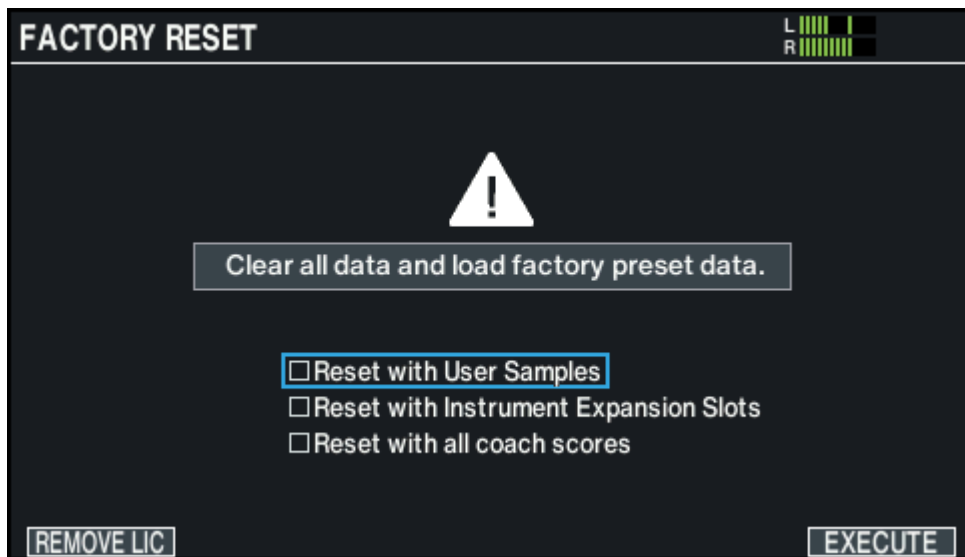 FACTORY RESET
L
R
!
Clear all data and load factory preset data.
Reset with User Samples
Reset with Instrument Expansion Slots
Reset with all coach scores
REMOVE LIC
EXECUTE